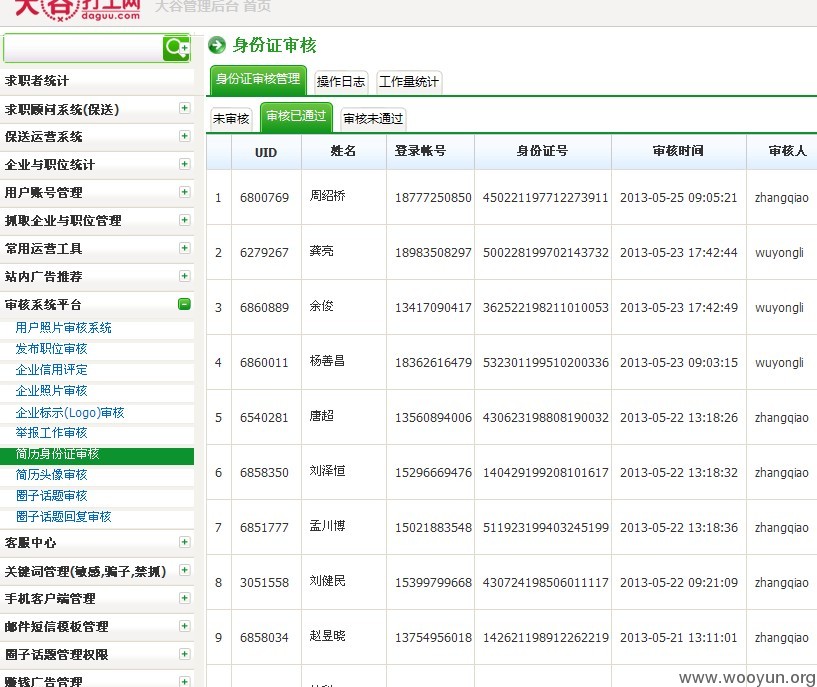 大谷打工网 大谷管理后台 首页
daguu.com
身份证审核
求职者统计
求职顾问系统(保送)
保送运营系统
企业与职位统计
用户账号管理
抓取企业与职位管理
常用运营工具
站内广告推荐
审核系统平台
用户照片审核系统
发布职位审核
企业信用评定
企业照片审核
企业标示(Logo)审核
举报工作审核
简历身份证审核
简历头像审核
圈子话题审核
圈子话题回复审核
客服中心
关键词管理(敏感,骗子,禁抓)
手机客户端管理
邮件短信模板管理
圈子话题管理权限
赚钱广告管理
身份证审核管理 操作日志 工作量统计
未审核 审核已通过 审核未通过
UID 姓名 登录帐号 身份证号 审核时间 审核人
1 6800769 周绍桥 18777250850 450221197712273911 2013-05-25 09:05:21 zhangqiao
2 6279267 龚亮 18983508297 500228199702143732 2013-05-23 17:42:44 wuyongli
3 6860889 余俊 13417090417 362522198211010053 2013-05-23 17:42:49 wuyongli
4 6860011 杨善昌 18362616479 532301199510200336 2013-05-23 09:03:15 wuyongli
5 6540281 唐超 13560894006 430623198808190032 2013-05-22 13:18:26 zhangqiao
6 6858350 刘泽恒 15296669476 140429199208101617 2013-05-22 13:18:32 zhangqiao
7 6851777 孟川博 15021883548 511923199403245199 2013-05-22 13:18:36 zhangqiao
8 3051558 刘健民 15399799668 430724198506011117 2013-05-22 09:21:09 zhangqiao
9 6858034 赵昱晓 13754956018 142621198912262219 2013-05-21 13:11:01 zhangqiao
www.wooyun.org